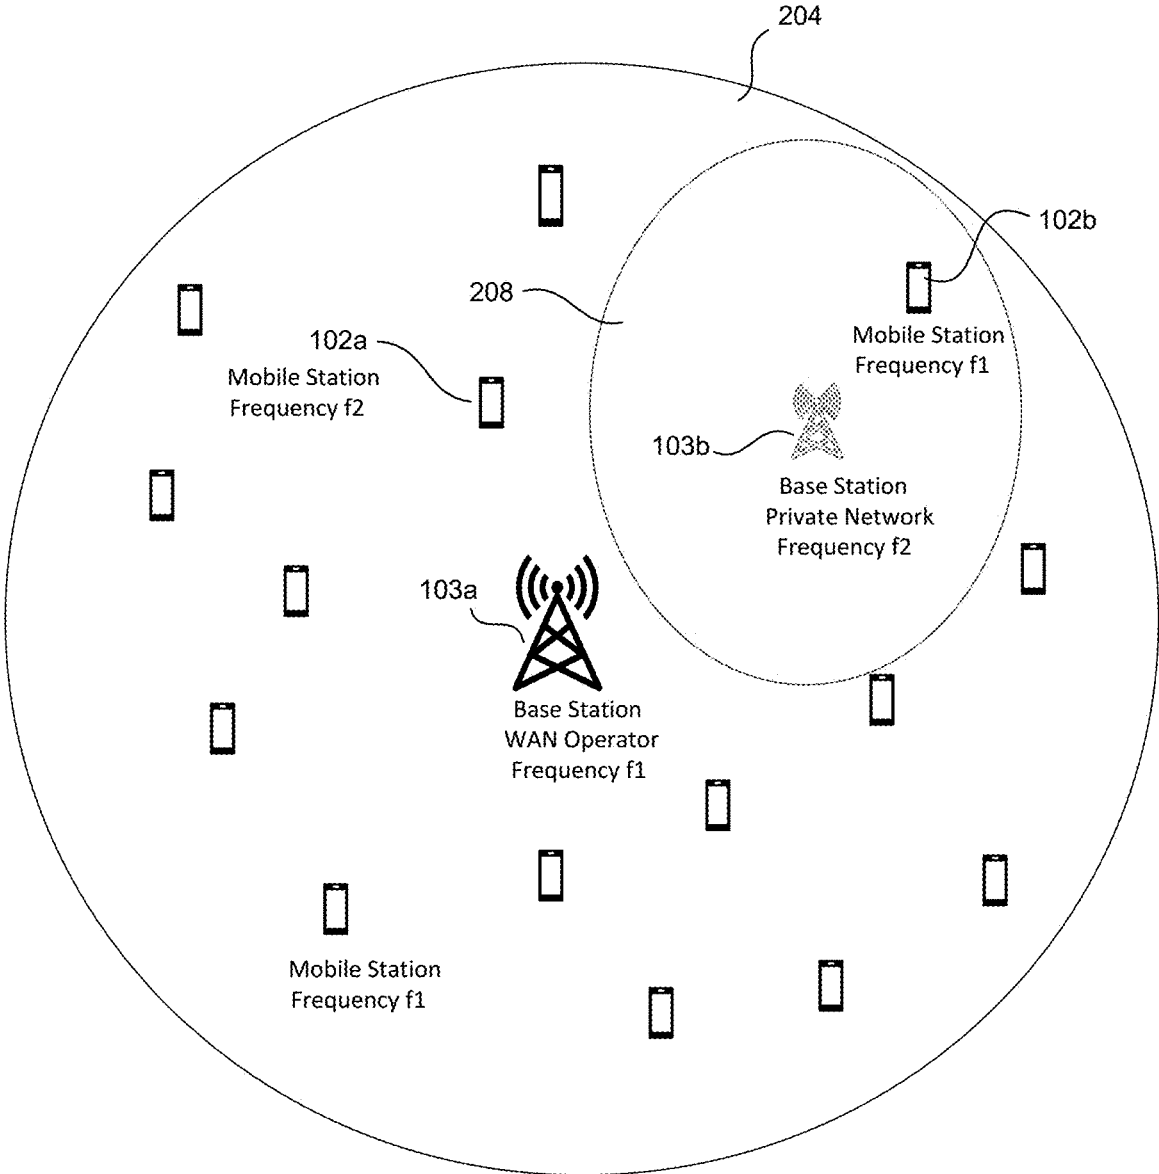 204
102b
208
Mobile Station
Frequency f1
102a
Mobile Station
Frequency f2
103b
Base Station
Private Network
Frequency f2
103a
Base Station
WAN Operator
Frequency f1
Mobile Station
Frequency f1